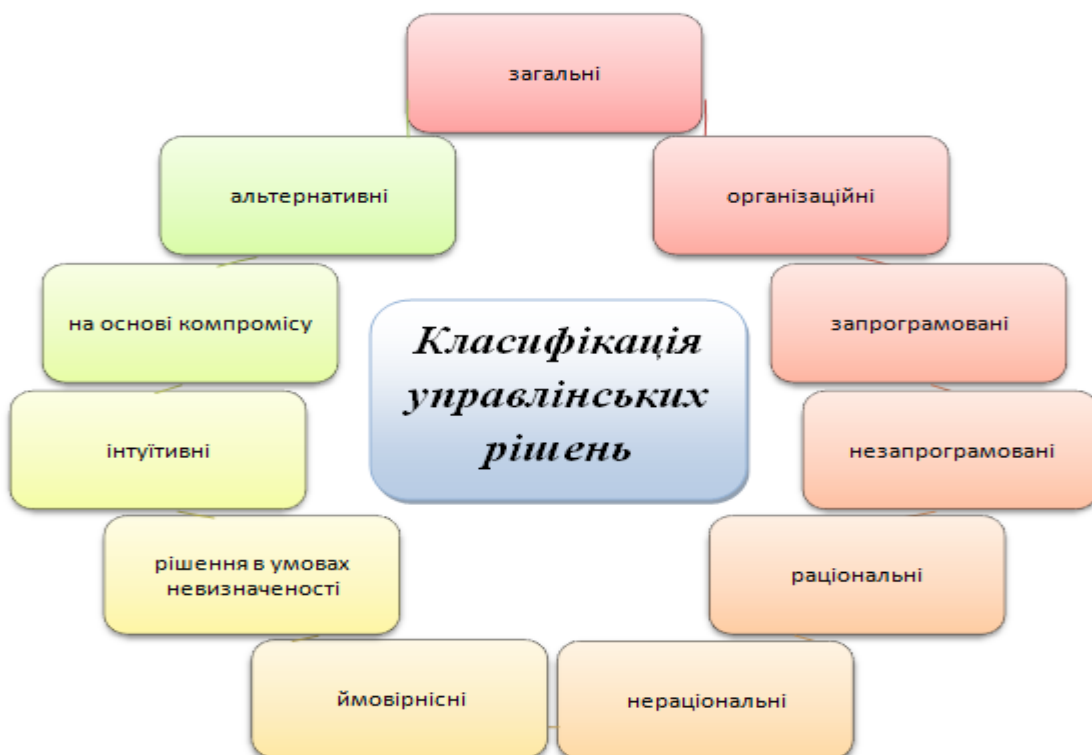 загальні
організаційні
запрограмовані
незапрограмовані
раціональні
нераціональні
ймовірнісні
рішення в умовах
невизначеності
інтуїтивні
на основі компромісу
альтернативні
Класифікація
управлінських
рішень